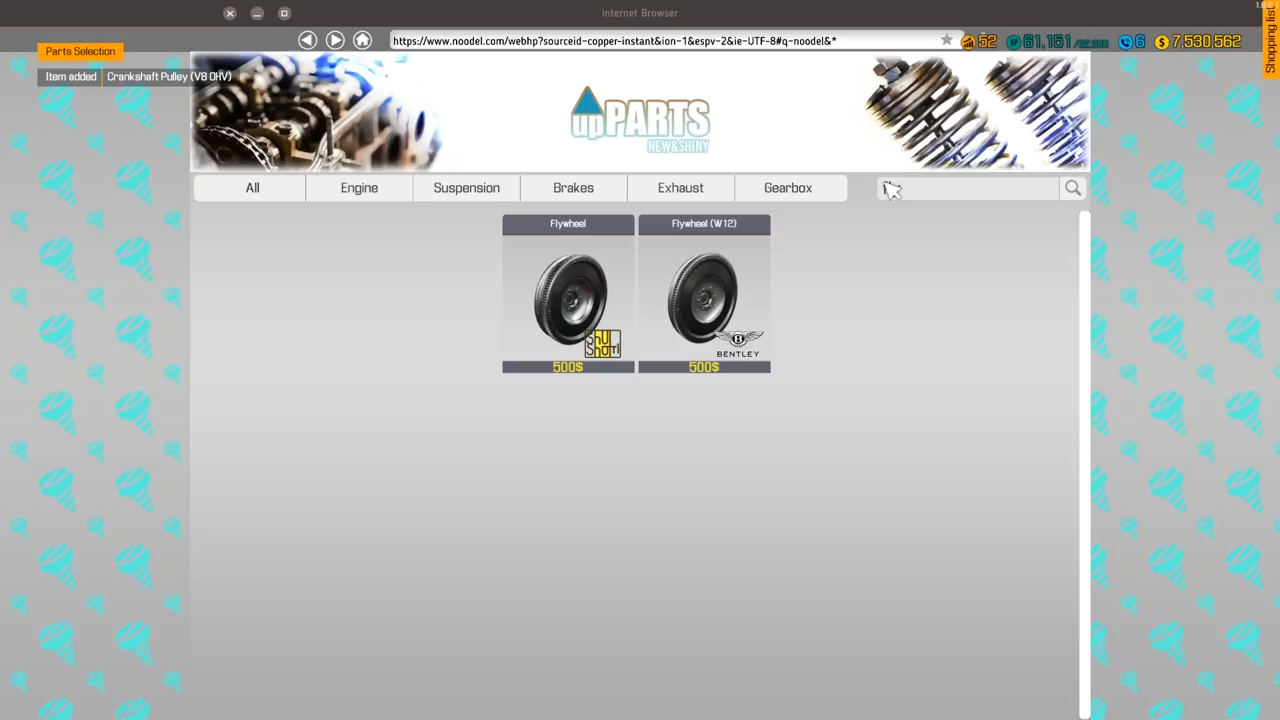 Internet Browser
Shopping list
https://www.noodel.com/webhp?sourceid-copper-instant&ion-1&espv-2&ie-UTF-8#q-noodel&*
52 61,151 6 $ 7,530,562
Parts Selection
Item added Crankshaft Pulley (V8 OHV)
upPARTS
NEW&SHINY
All Engine Suspension Brakes Exhaust Gearbox
Flywheel Flywheel (W12)
B
BENTLEY
500$ 500$